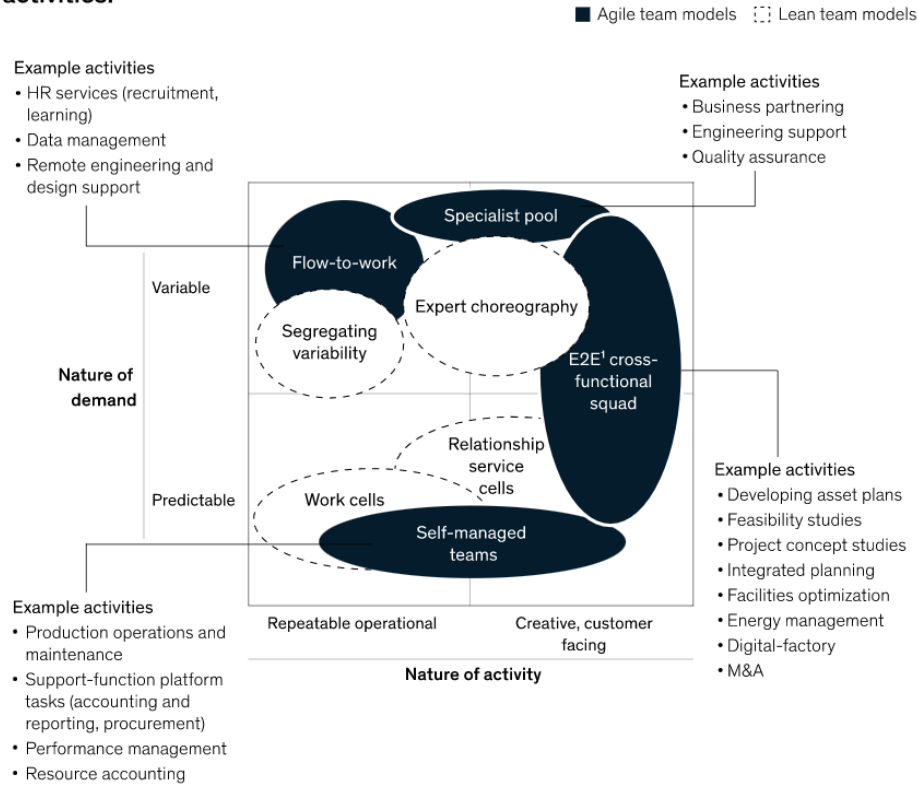 activities.
Agile team models
Lean team models
Example activities
• HR services (recruitment,
learning)
• Data management
• Remote engineering and
design support
Example activities
• Business partnering
• Engineering support
• Quality assurance
Specialist pool
Flow-to-work
Expert choreography
Segregating
variability
E2E¹ cross-
functional
squad
Variable
Nature of
demand
Predictable
Relationship
service
cells
Work cells
Self-managed
teams
Repeatable operational
Creative, customer
facing
Nature of activity
Example activities
• Developing asset plans
• Feasibility studies
• Project concept studies
• Integrated planning
• Facilities optimization
• Energy management
• Digital-factory
• M&A
Example activities
• Production operations and
maintenance
• Support-function platform
tasks (accounting and
reporting, procurement)
• Performance management
• Resource accounting